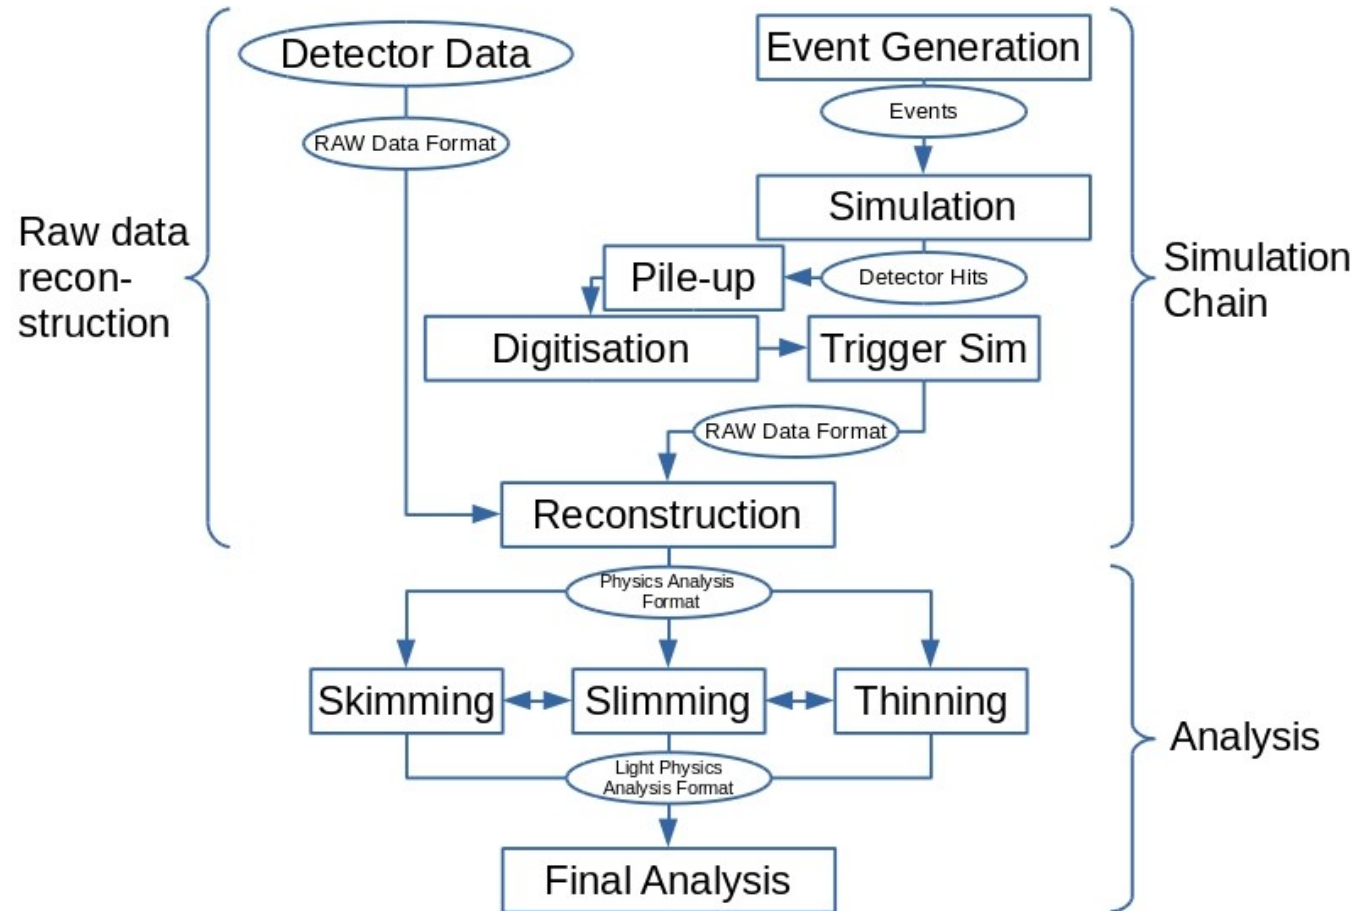 Detector Data
Event Generation
Events
RAW Data Format
Simulation
Raw data
recon-
struction
Simulation
Chain
Pile-up
Detector Hits
Digitisation
Trigger Sim
RAW Data Format
Reconstruction
Physics Analysis
Format
Skimming
Slimming
Thinning
Analysis
Light Physics
Analysis Format
Final Analysis